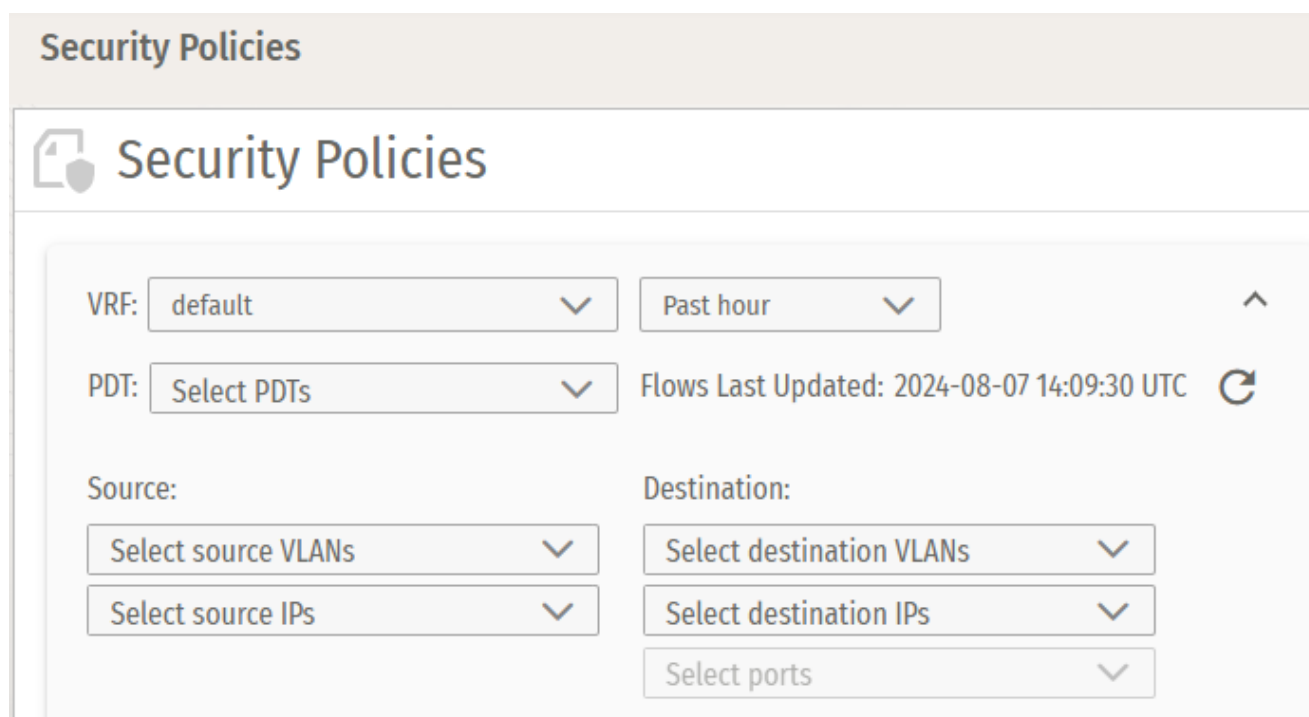 Security Policies
Security Policies
VRF: default Past hour
PDT: Select PDTs Flows Last Updated: 2024-08-07 14:09:30 UTC
Source: Destination:
Select source VLANs Select destination VLANs
Select source IPs Select destination IPs
Select ports